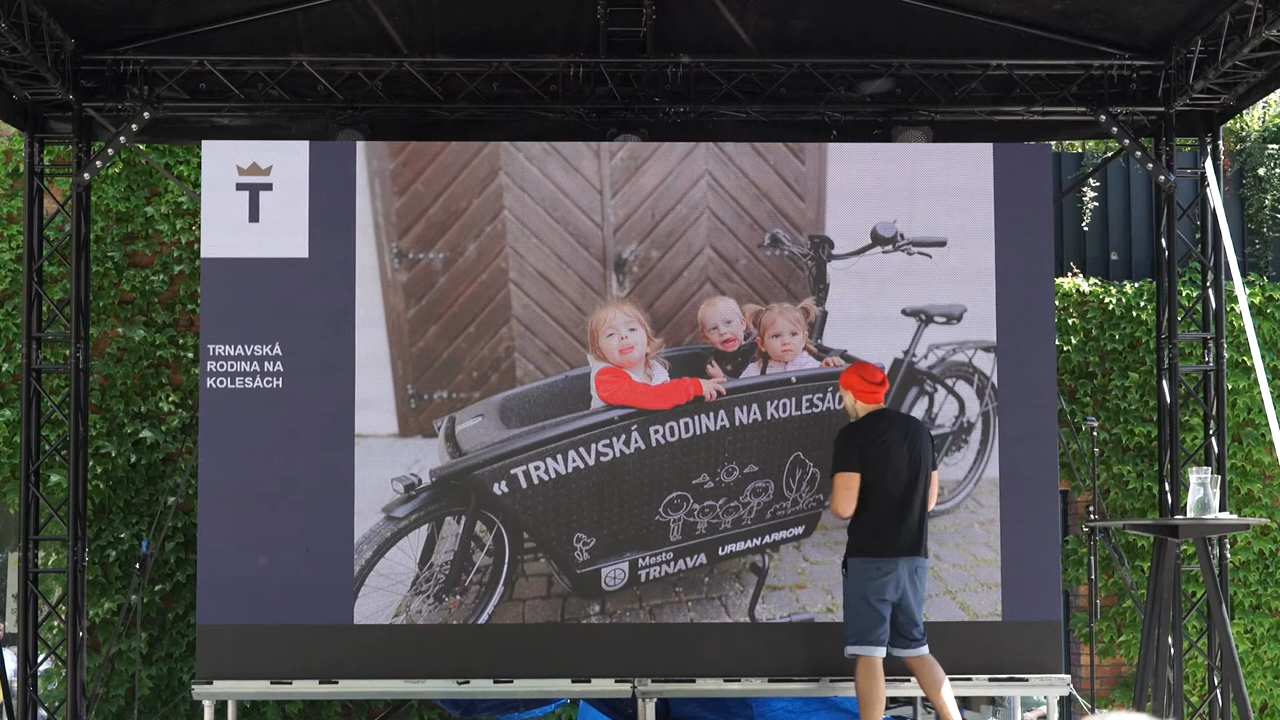 T
TRNAVSKÁ
RODINA NA
KOLESÁCH
« TRNAVSKÁ RODINA NA KOLESÁC
Mesto
TRNAVA
URBAN ARROW